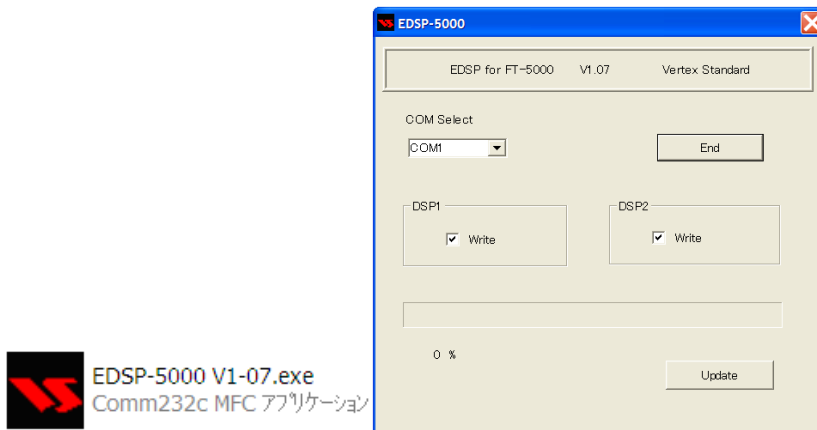 EDSP-5000
EDSP for FT-5000 V1.07 Vertex Standard
COM Select
COM1
End
DSP1
DSP2
Write
Write
0 %
Update
EDSP-5000 V1-07.exe
Comm232c MFC アプリケーション